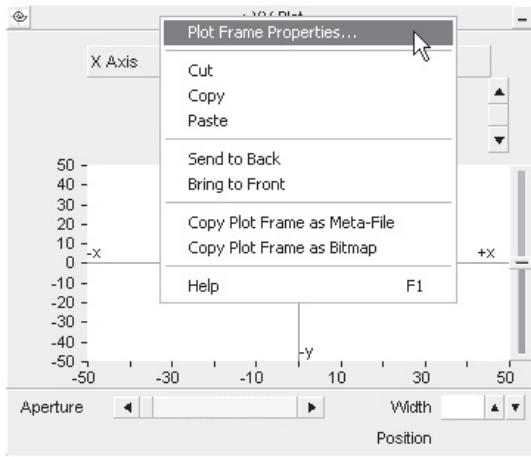 XY Plot
Plot Frame Properties...
X Axis
Cut
Copy
Paste
Send to Back
Bring to Front
Copy Plot Frame as Meta-File
Copy Plot Frame as Bitmap
Help F1
50
40
30
20
10
0
-10
-20
-30
-40
-50
-x
+x
-y
-50 -30 -10 10 30 50
Aperture
Width
Position